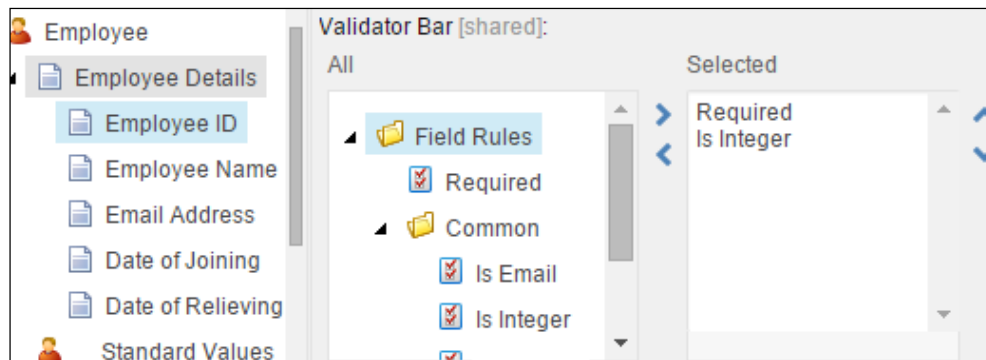 Employee
Employee Details
Employee ID
Employee Name
Email Address
Date of Joining
Date of Relieving
Standard Values
Validator Bar [shared]:
All
Field Rules
Required
Common
Is Email
Is Integer
Selected
Required
Is Integer